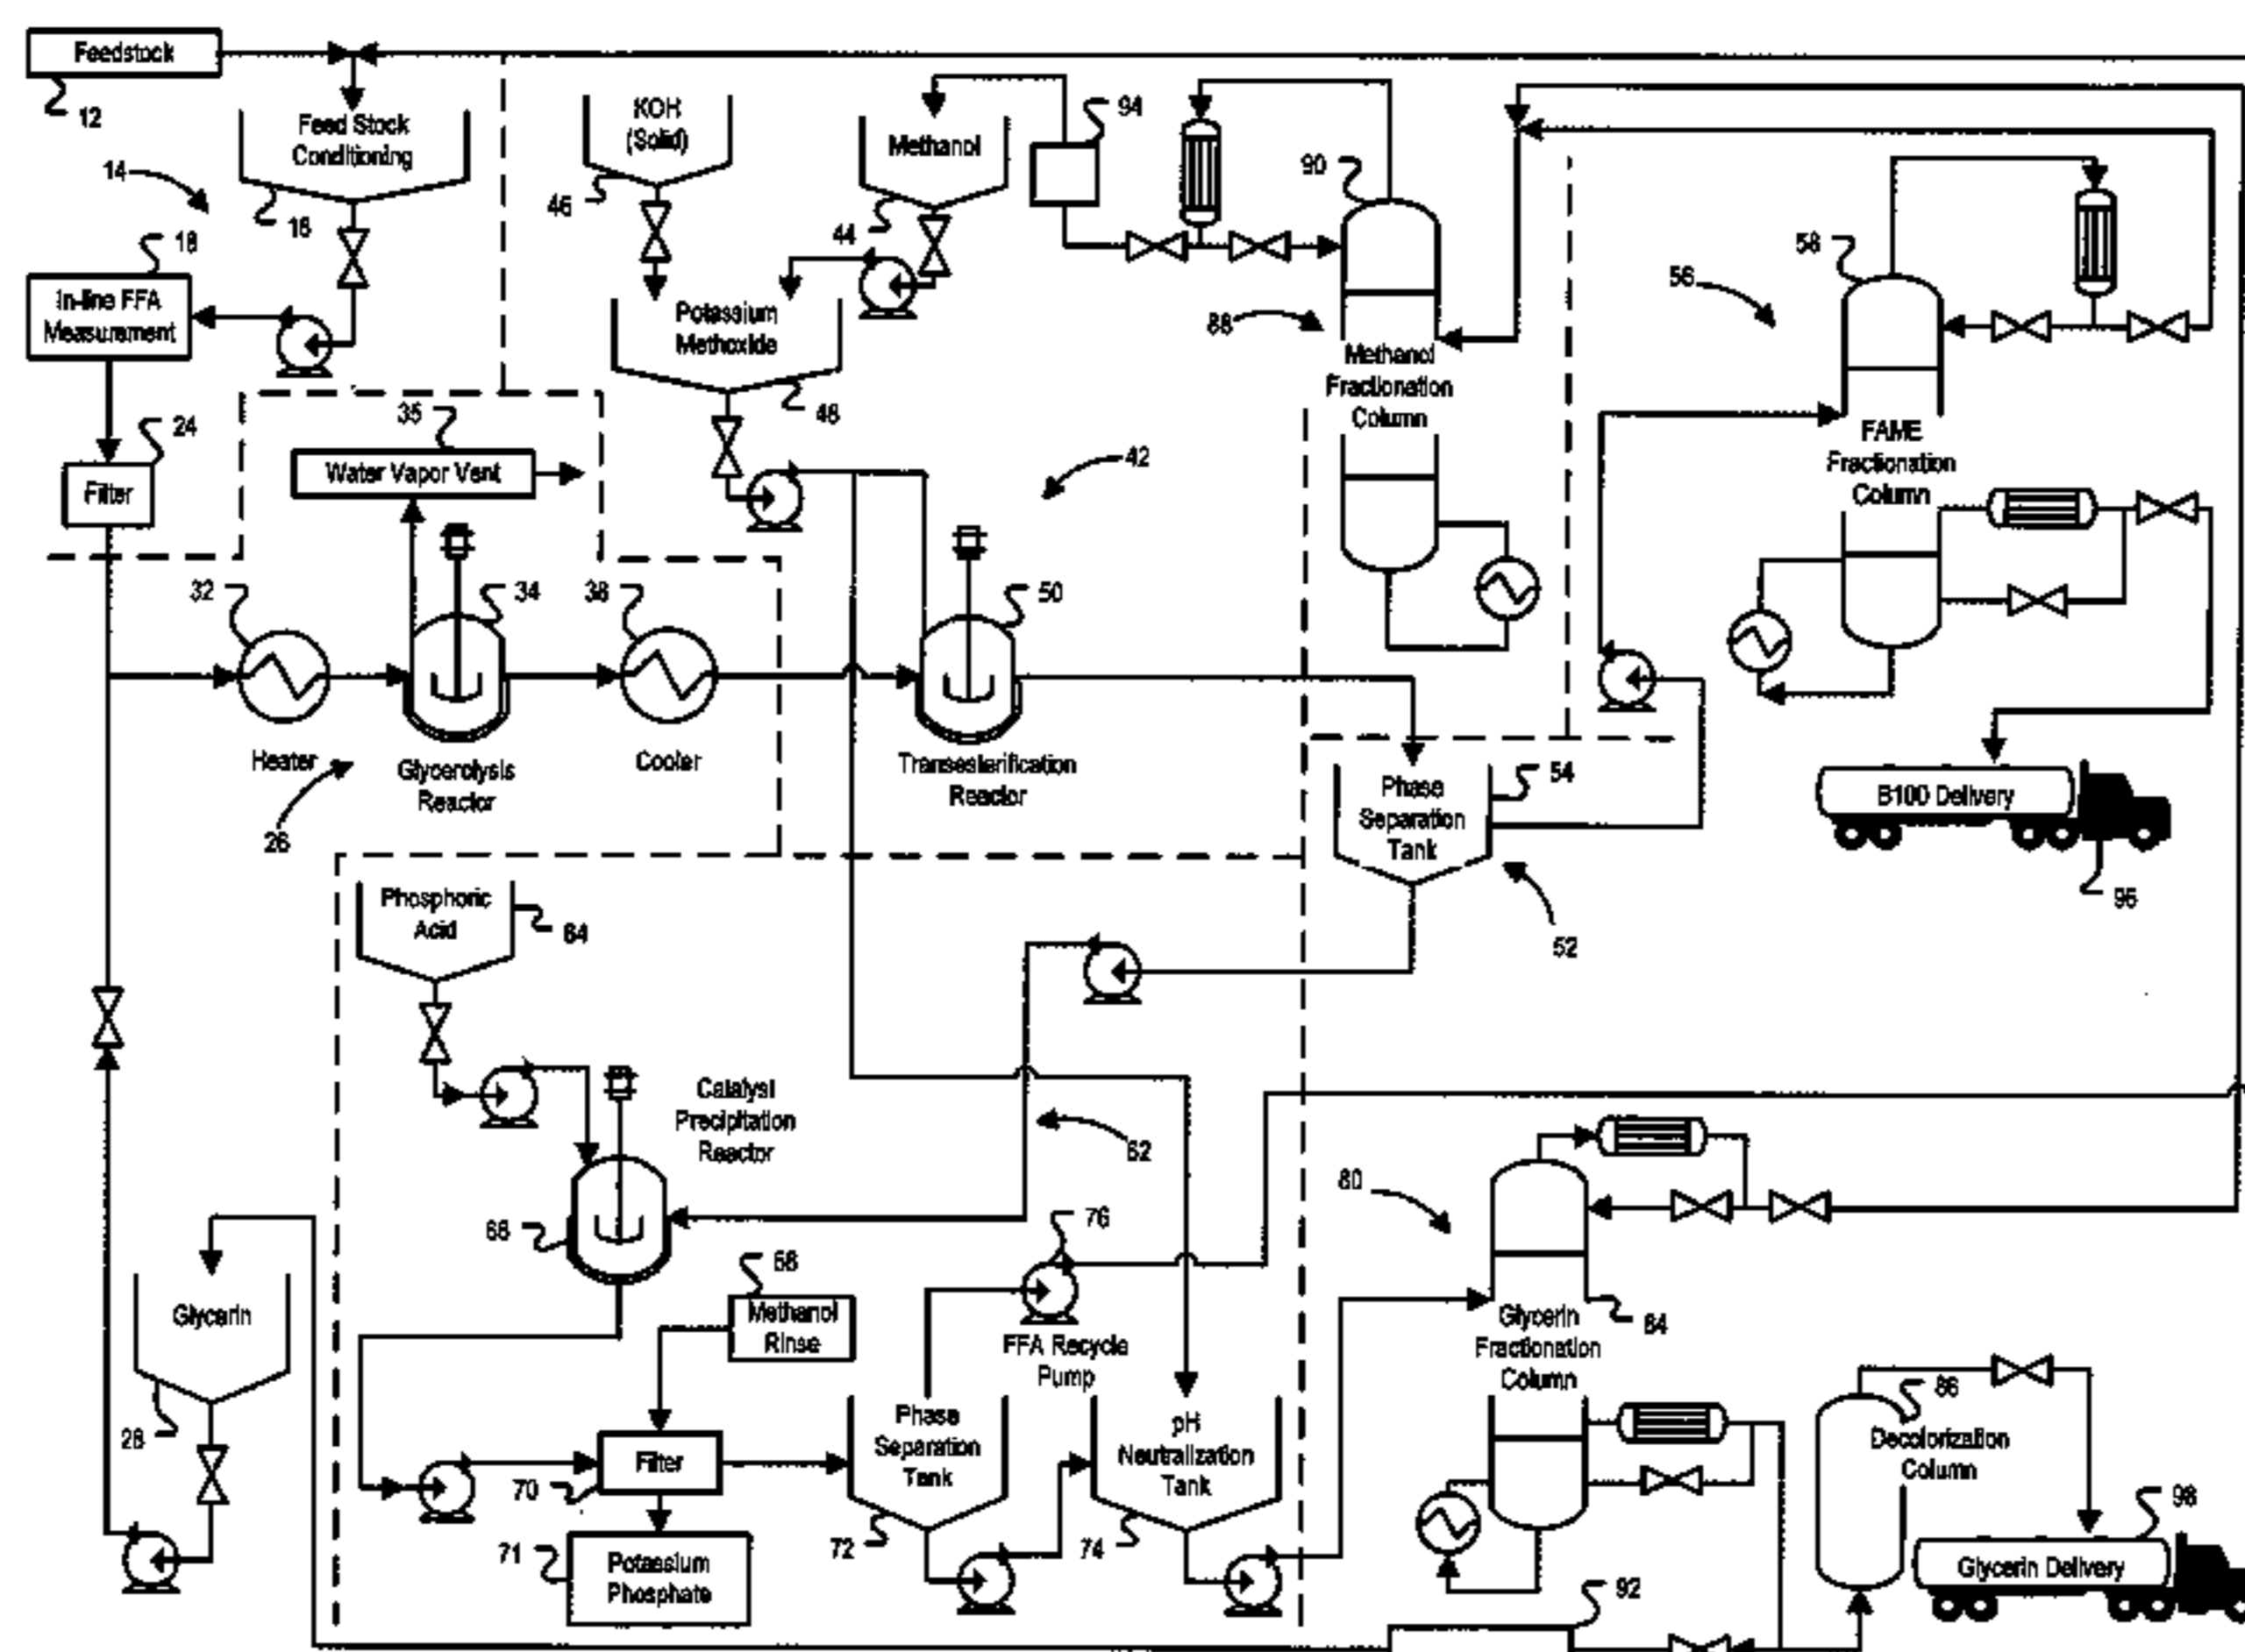 Feedstock
12
Feed Stock
Conditioning
16
14
18
In-line FFA
Measurement
24
Filter
KOH
(Solid)
46
Methanol
44
94
Potassium
Methoxide
48
90
88
Methanol
Fractionation
Column
58
56
FAME
Fractionation
Column
35
Water Vapor Vent
42
32
34
38
50
Heater
Glycerolysis
Reactor
Cooler
Transesterification
Reactor
26
Phase
Separation
Tank
54
52
B100 Delivery
96
Phosphoric
Acid
64
Catalyst
Precipitation
Reactor
62
68
Methanol
Rinse
76
FFA Recycle
Pump
80
Glycerin
Fractionation
Column
84
Glycerin
28
Filter
70
71
Potassium
Phosphate
Phase
Separation
Tank
72
pH
Neutralization
Tank
74
86
Decolorization
Column
98
Glycerin Delivery
92